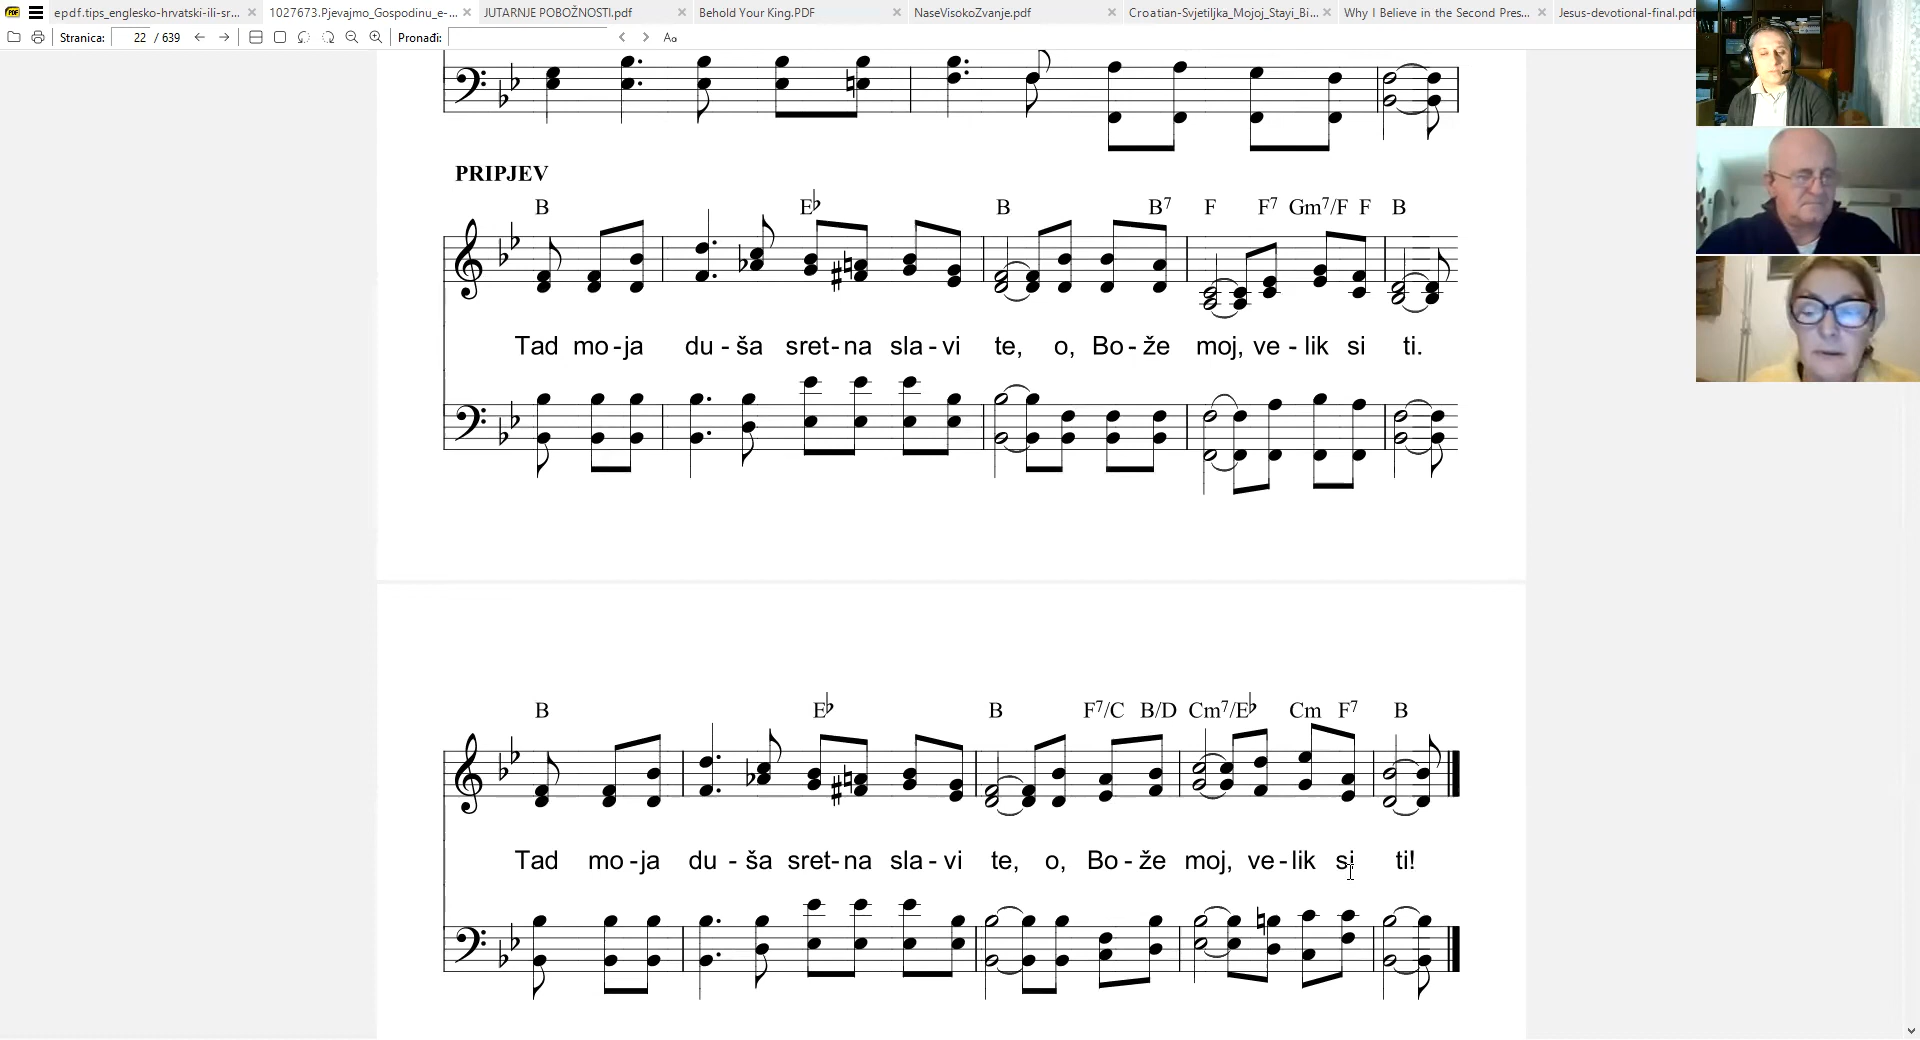 epdf.tips_englesko-hrvatski-ili-sr... 1027673.Pjevajmo_Gospodinu_e-... JUTARNJE POBOŽNOSTI.pdf Behold Your King.PDF NaseVisokoZvanje.pdf Croatian-Svjetiljka_Mojoj_Stayi_Bi... Why I Believe in the Second Pres... Jesus-devotional-final.pdf
Stranica: 22 / 639 Pronađi: Aa
PRIPJEV
B E♭ B B7 F F7 Gm7/F F B
Tad mo-ja du-ša sret-na sla-vi te, o, Bo-že moj, ve-lik si ti.
B E♭ B F7/C B/D Cm7/E♭ Cm F7 B
Tad mo-ja du-ša sret-na sla-vi te, o, Bo-že moj, ve-lik si ti!